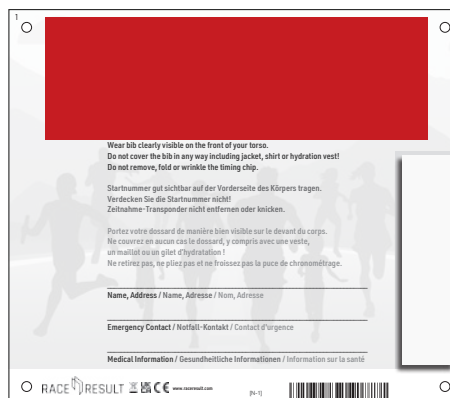 1
Wear bib clearly visible on the front of your torso.
Do not cover the bib in any way including jacket, shirt or hydration vest!
Do not remove, fold or wrinkle the timing chip.
Startnummer gut sichtbar auf der Vorderseite des Körpers tragen.
Verdecken Sie die Startnummer nicht!
Zeitnahme-Transponder nicht entfernen oder knicken.
Portez votre dossard de manière bien visible sur le devant du corps.
Ne couvrez en aucun cas le dossard, y compris avec une veste,
un maillot ou un gilet d'hydratation !
Ne retirez pas, ne pliez pas et ne froissez pas la puce de chronométrage.
Name, Address / Name, Adresse / Nom, Adresse
Emergency Contact / Notfall-Kontakt / Contact d'urgence
Medical Information / Gesundheitliche Informationen / Information sur la santé
RACE RESULT CE www.raceresult.com
[N-1]